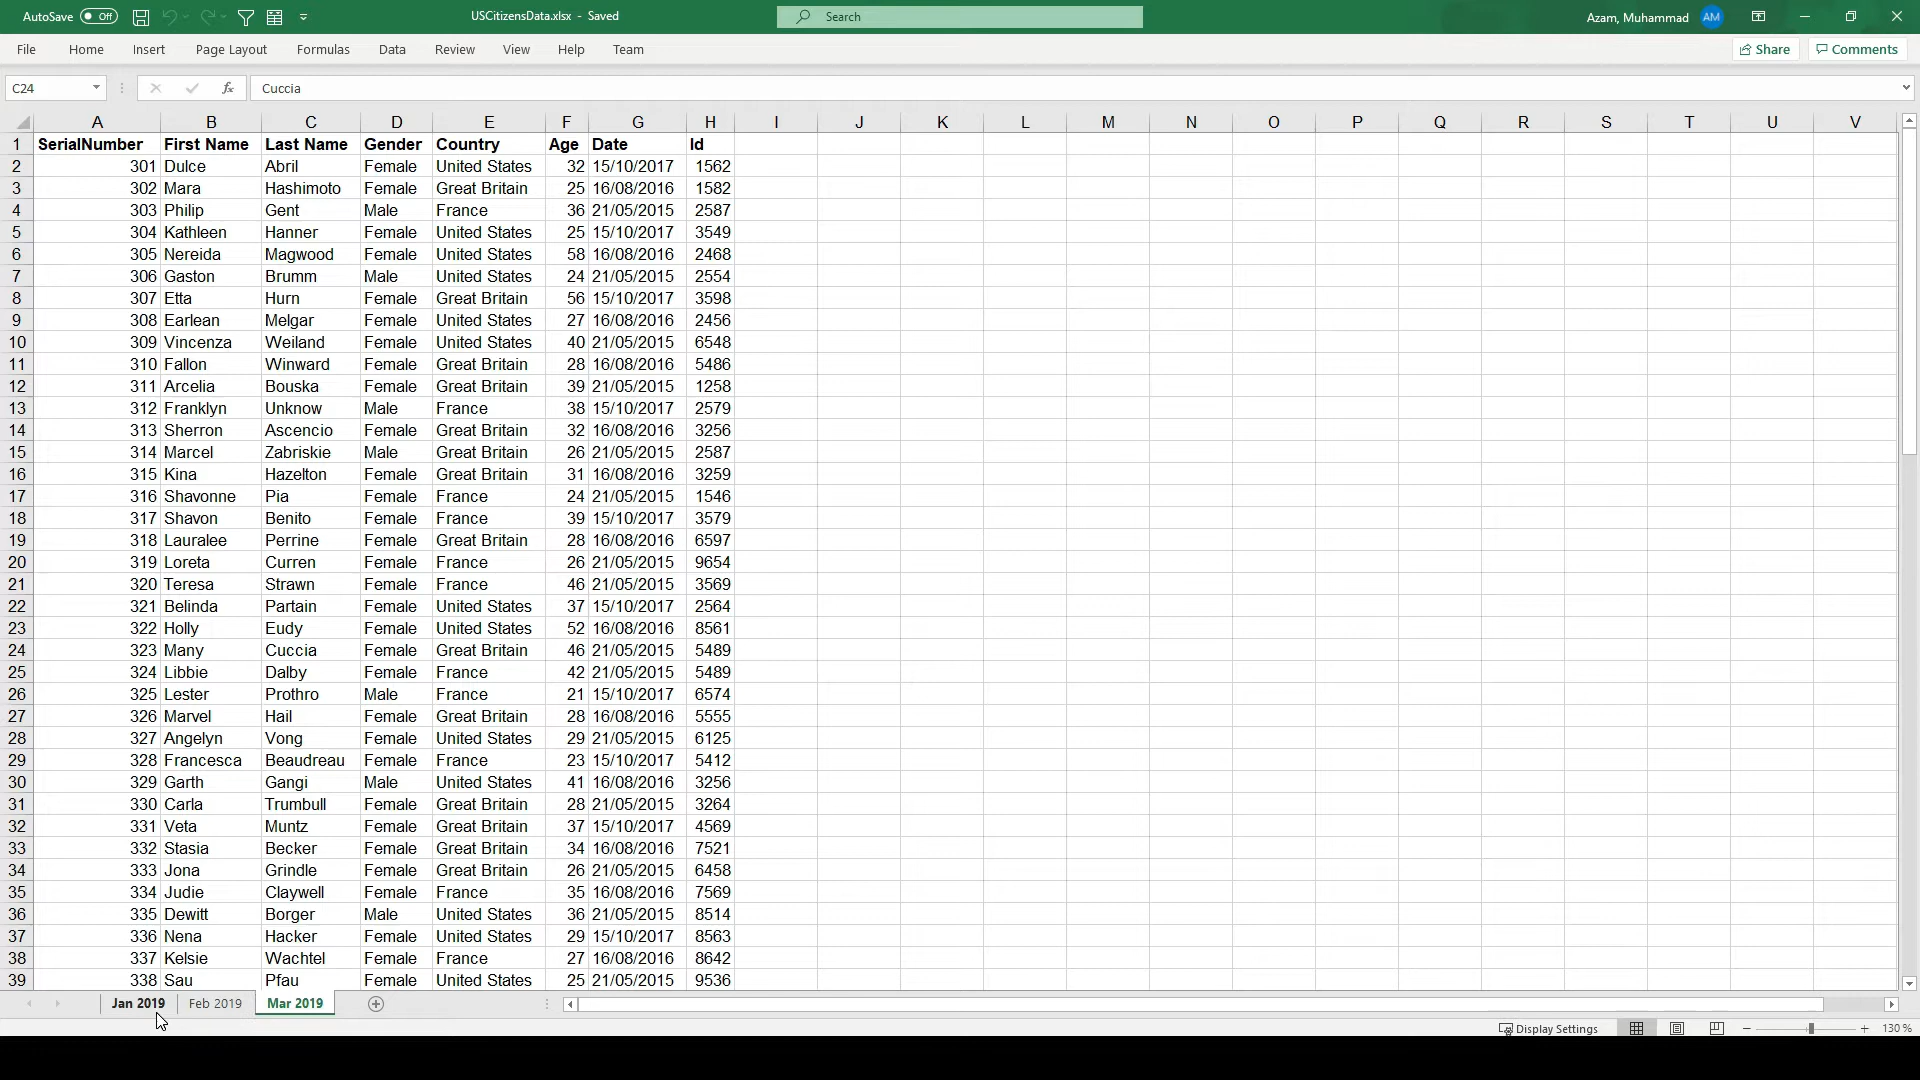 AutoSave Off USCitizensData.xlsx - Saved Search Azam, Muhammad AM
File Home Insert Page Layout Formulas Data Review View Help Team Share Comments
C24 fx Cuccia
A B C D E F G H I J K L M N O P Q R S T U V
1 SerialNumber First Name Last Name Gender Country Age Date Id
2 301 Dulce Abril Female United States 32 15/10/2017 1562
3 302 Mara Hashimoto Female Great Britain 25 16/08/2016 1582
4 303 Philip Gent Male France 36 21/05/2015 2587
5 304 Kathleen Hanner Female United States 25 15/10/2017 3549
6 305 Nereida Magwood Female United States 58 16/08/2016 2468
7 306 Gaston Brumm Male United States 24 21/05/2015 2554
8 307 Etta Hurn Female Great Britain 56 15/10/2017 3598
9 308 Earlean Melgar Female United States 27 16/08/2016 2456
10 309 Vincenza Weiland Female United States 40 21/05/2015 6548
11 310 Fallon Winward Female Great Britain 28 16/08/2016 5486
12 311 Arcelia Bouska Female Great Britain 39 21/05/2015 1258
13 312 Franklyn Unknow Male France 38 15/10/2017 2579
14 313 Sherron Ascencio Female Great Britain 32 16/08/2016 3256
15 314 Marcel Zabriskie Male Great Britain 26 21/05/2015 2587
16 315 Kina Hazelton Female Great Britain 31 16/08/2016 3259
17 316 Shavonne Pia Female France 24 21/05/2015 1546
18 317 Shavon Benito Female France 39 15/10/2017 3579
19 318 Lauralee Perrine Female Great Britain 28 16/08/2016 6597
20 319 Loreta Curren Female France 26 21/05/2015 9654
21 320 Teresa Strawn Female France 46 21/05/2015 3569
22 321 Belinda Partain Female United States 37 15/10/2017 2564
23 322 Holly Eudy Female United States 52 16/08/2016 8561
24 323 Many Cuccia Female Great Britain 46 21/05/2015 5489
25 324 Libbie Dalby Female France 42 21/05/2015 5489
26 325 Lester Prothro Male France 21 15/10/2017 6574
27 326 Marvel Hail Female Great Britain 28 16/08/2016 5555
28 327 Angelyn Vong Female United States 29 21/05/2015 6125
29 328 Francesca Beaudreau Female France 23 15/10/2017 5412
30 329 Garth Gangi Male United States 41 16/08/2016 3256
31 330 Carla Trumbull Female Great Britain 28 21/05/2015 3264
32 331 Veta Muntz Female Great Britain 37 15/10/2017 4569
33 332 Stasia Becker Female Great Britain 34 16/08/2016 7521
34 333 Jona Grindle Female Great Britain 26 21/05/2015 6458
35 334 Judie Claywell Female France 35 16/08/2016 7569
36 335 Dewitt Borger Male United States 36 21/05/2015 8514
37 336 Nena Hacker Female United States 29 15/10/2017 8563
38 337 Kelsie Wachtel Female France 27 16/08/2016 8642
39 338 Sau Pfau Female United States 25 21/05/2015 9536
Jan 2019 Feb 2019 Mar 2019
Display Settings 130 %